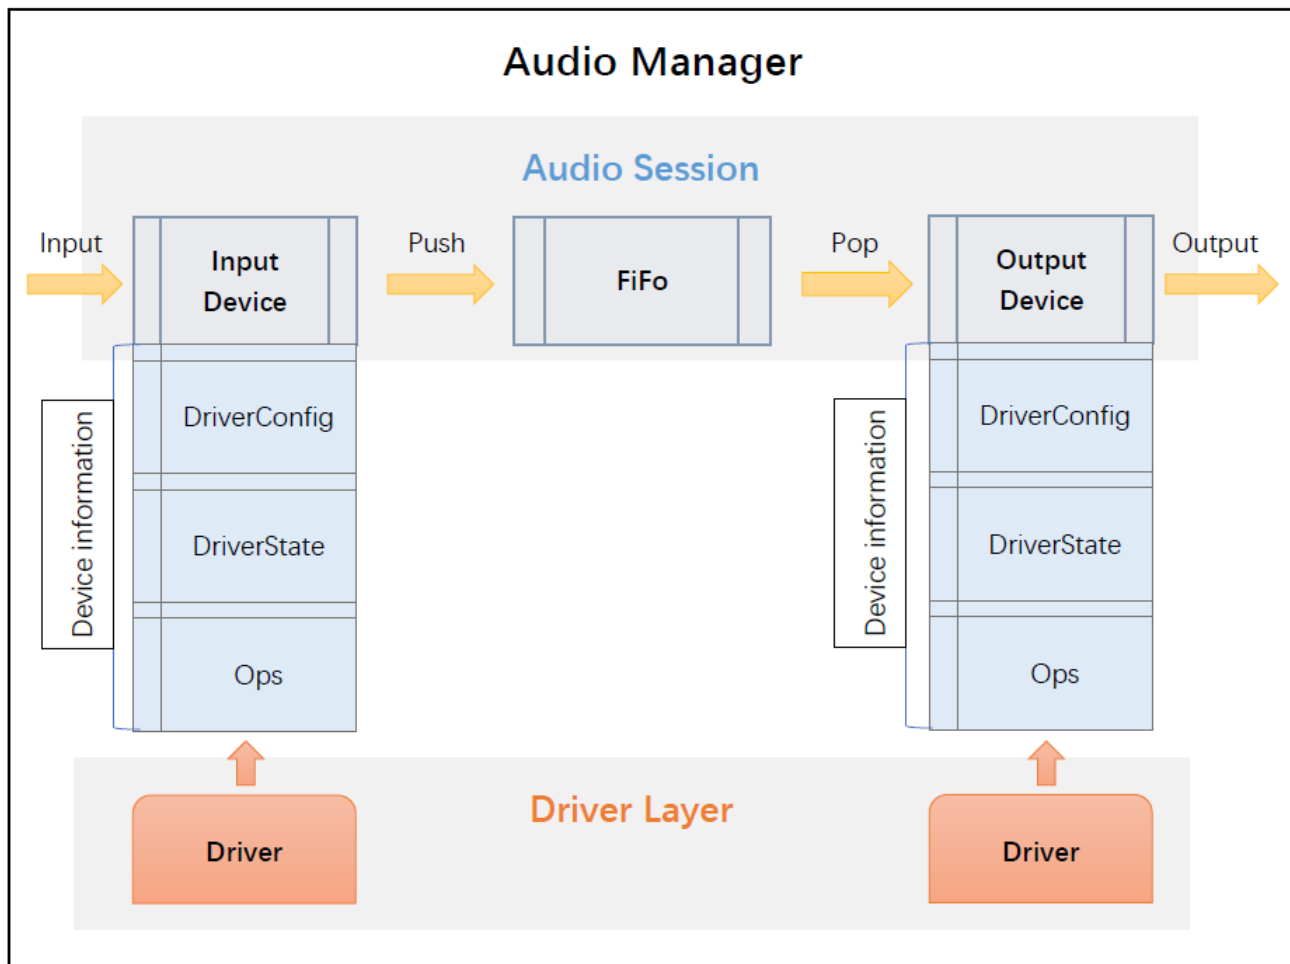 Audio Manager
Audio Session
Input
Input
Device
Push
FiFo
Pop
Output
Device
Output
Device information
DriverConfig
DriverState
Ops
Device information
DriverConfig
DriverState
Ops
Driver Layer
Driver
Driver